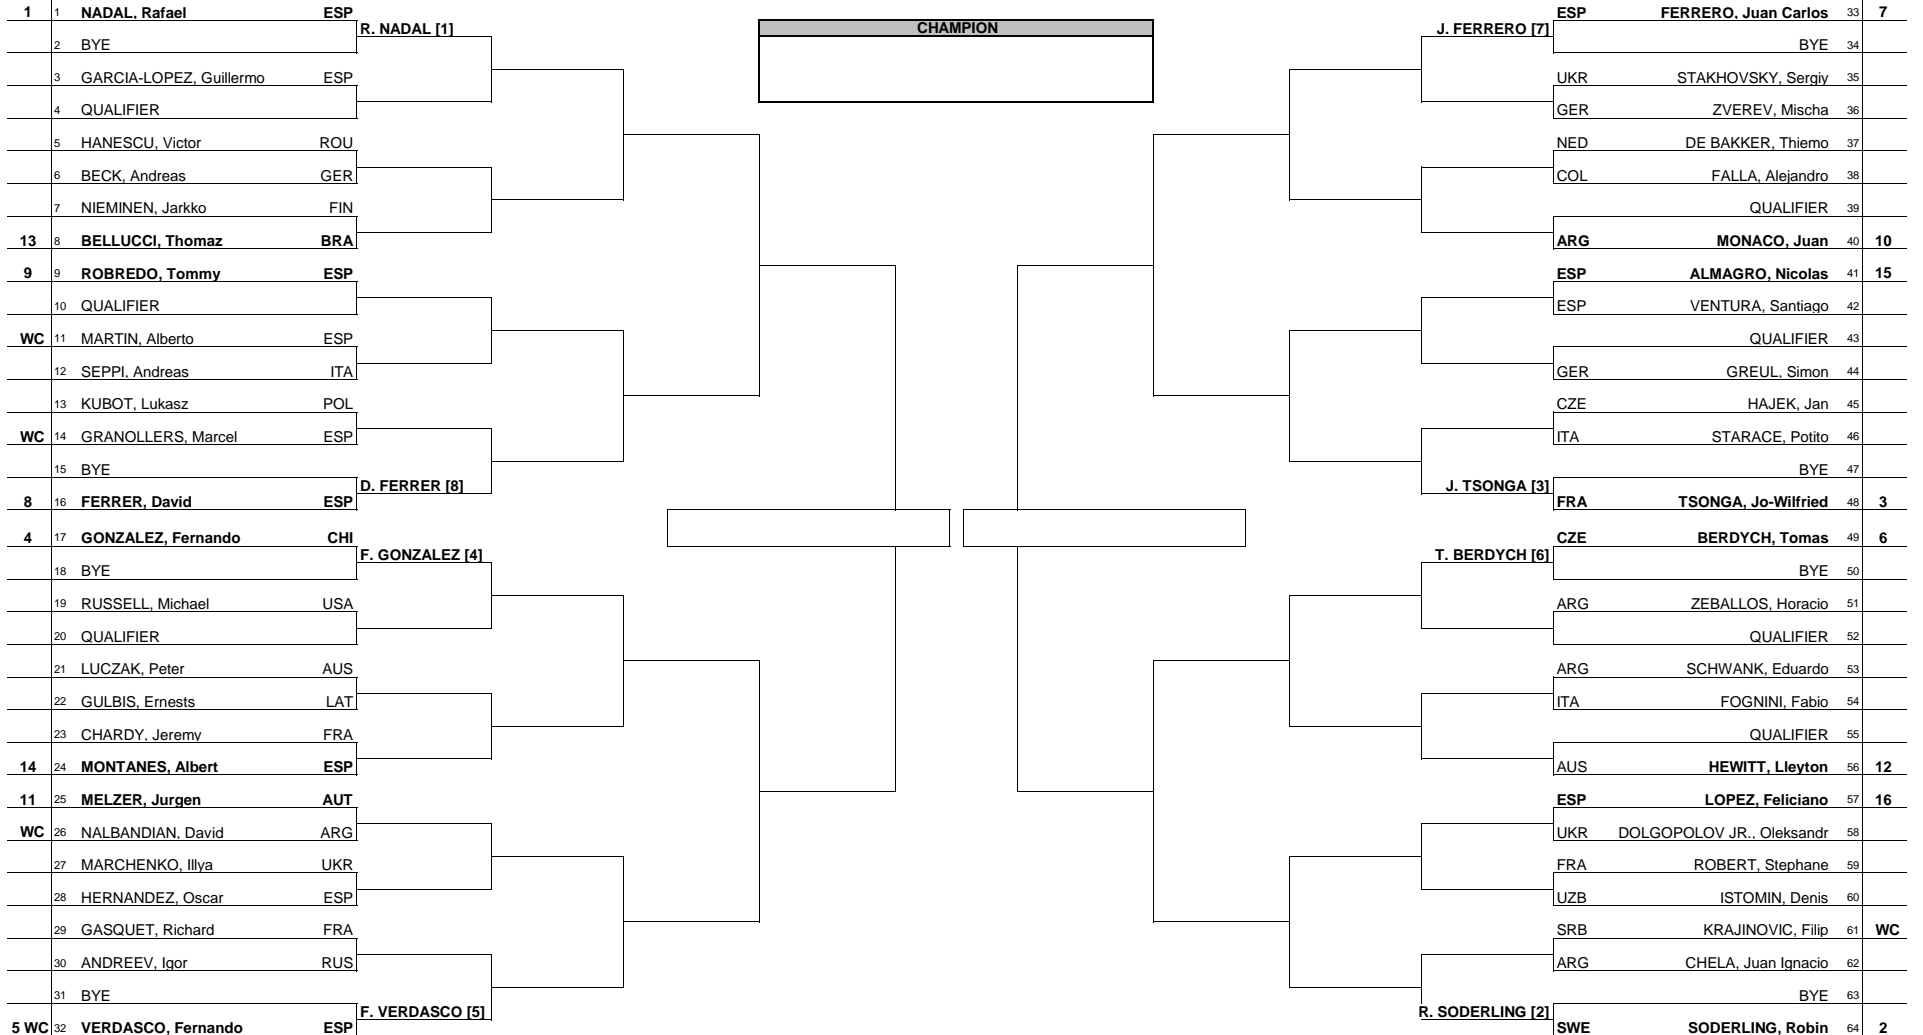 1 1 NADAL, Rafael ESP
R. NADAL [1]
2 BYE
3 GARCIA-LOPEZ, Guillermo ESP
4 QUALIFIER
5 HANESCU, Victor ROU
6 BECK, Andreas GER
7 NIEMINEN, Jarkko FIN
13 8 BELLUCCI, Thomaz BRA
9 9 ROBREDO, Tommy ESP
10 QUALIFIER
WC 11 MARTIN, Alberto ESP
12 SEPPI, Andreas ITA
13 KUBOT, Lukasz POL
WC 14 GRANOLLERS, Marcel ESP
15 BYE
D. FERRER [8]
8 16 FERRER, David ESP
4 17 GONZALEZ, Fernando CHI
F. GONZALEZ [4]
18 BYE
19 RUSSELL, Michael USA
20 QUALIFIER
21 LUCZAK, Peter AUS
22 GULBIS, Ernests LAT
23 CHARDY, Jeremy FRA
14 24 MONTANES, Albert ESP
11 25 MELZER, Jurgen AUT
WC 26 NALBANDIAN, David ARG
27 MARCHENKO, Illya UKR
28 HERNANDEZ, Oscar ESP
29 GASQUET, Richard FRA
30 ANDREEV, Igor RUS
31 BYE
F. VERDASCO [5]
5 WC 32 VERDASCO, Fernando ESP
CHAMPION
ESP FERRERO, Juan Carlos 33 7
J. FERRERO [7]
BYE 34
UKR STAKHOVSKY, Sergiy 35
GER ZVEREV, Mischa 36
NED DE BAKKER, Thiemo 37
COL FALLA, Alejandro 38
QUALIFIER 39
ARG MONACO, Juan 40 10
ESP ALMAGRO, Nicolas 41 15
ESP VENTURA, Santiago 42
QUALIFIER 43
GER GREUL, Simon 44
CZE HAJEK, Jan 45
ITA STARACE, Potito 46
BYE 47
J. TSONGA [3]
FRA TSONGA, Jo-Wilfried 48 3
CZE BERDYCH, Tomas 49 6
T. BERDYCH [6]
BYE 50
ARG ZEBALLOS, Horacio 51
QUALIFIER 52
ARG SCHWANK, Eduardo 53
ITA FOGNINI, Fabio 54
QUALIFIER 55
AUS HEWITT, Lleyton 56 12
ESP LOPEZ, Feliciano 57 16
UKR DOLGOPOLOV JR., Oleksandr 58
FRA ROBERT, Stephane 59
UZB ISTOMIN, Denis 60
SRB KRAJINOVIC, Filip 61 WC
ARG CHELA, Juan Ignacio 62
BYE 63
R. SODERLING [2]
SWE SODERLING, Robin 64 2